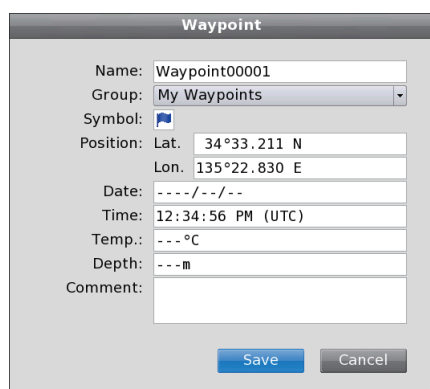 Waypoint
Name: Waypoint00001
Group: My Waypoints
Symbol:
Position: Lat. 34°33.211 N
Lon. 135°22.830 E
Date: ----/--/--
Time: 12:34:56 PM (UTC)
Temp.: ---°C
Depth: ---m
Comment:
Save Cancel